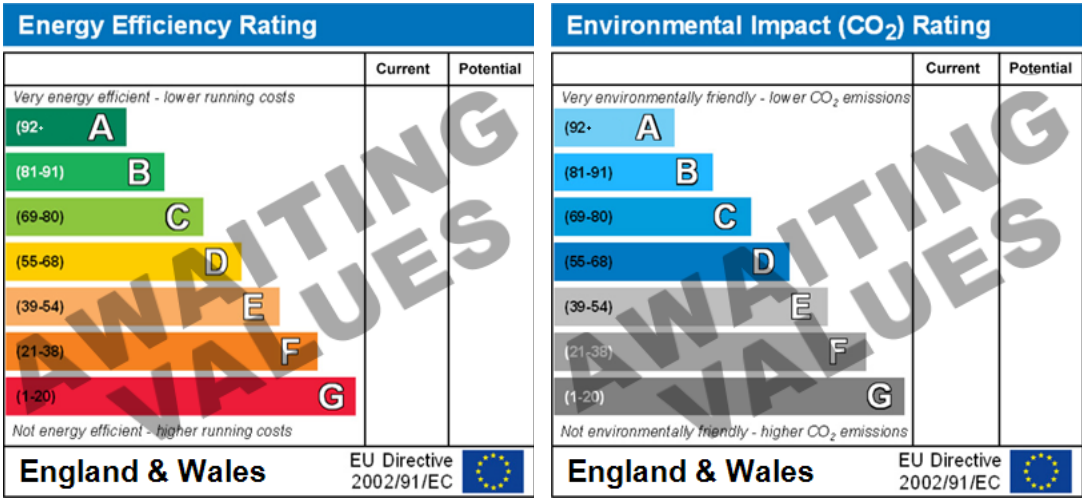 Energy Efficiency Rating
Current Potential
Very energy efficient - lower running costs
(92+ A
(81-91) B
(69-80) C
(55-68) D
(39-54) E
(21-38) F
(1-20) G
Not energy efficient - higher running costs
AWAITING
VALUES
England & Wales
EU Directive
2002/91/EC
Environmental Impact (CO₂) Rating
Current Potential
Very environmentally friendly - lower CO₂ emissions
(92+ A
(81-91) B
(69-80) C
(55-68) D
(39-54) E
(21-38) F
(1-20) G
Not environmentally friendly - higher CO₂ emissions
AWAITING
VALUES
England & Wales
EU Directive
2002/91/EC